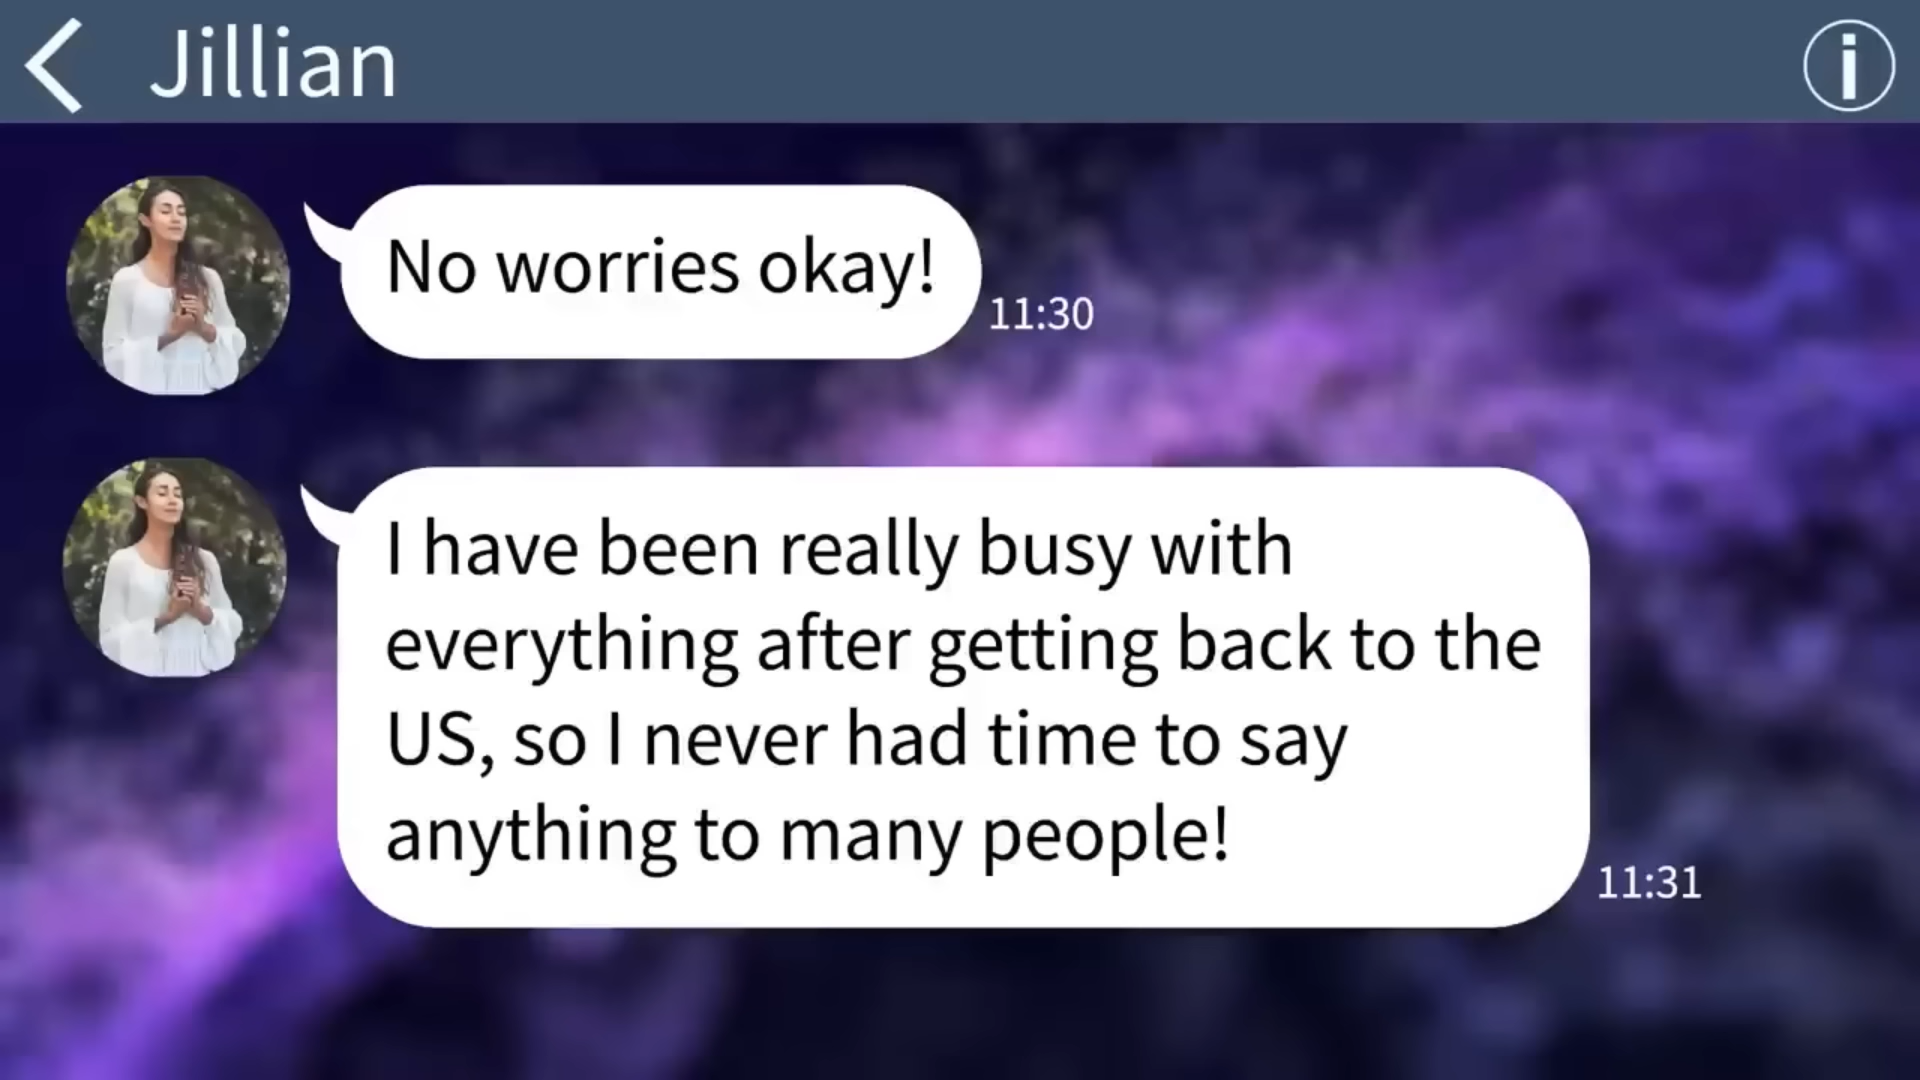 Jillian
No worries okay!
11:30
I have been really busy with
everything after getting back to the
US, so I never had time to say
anything to many people!
11:31